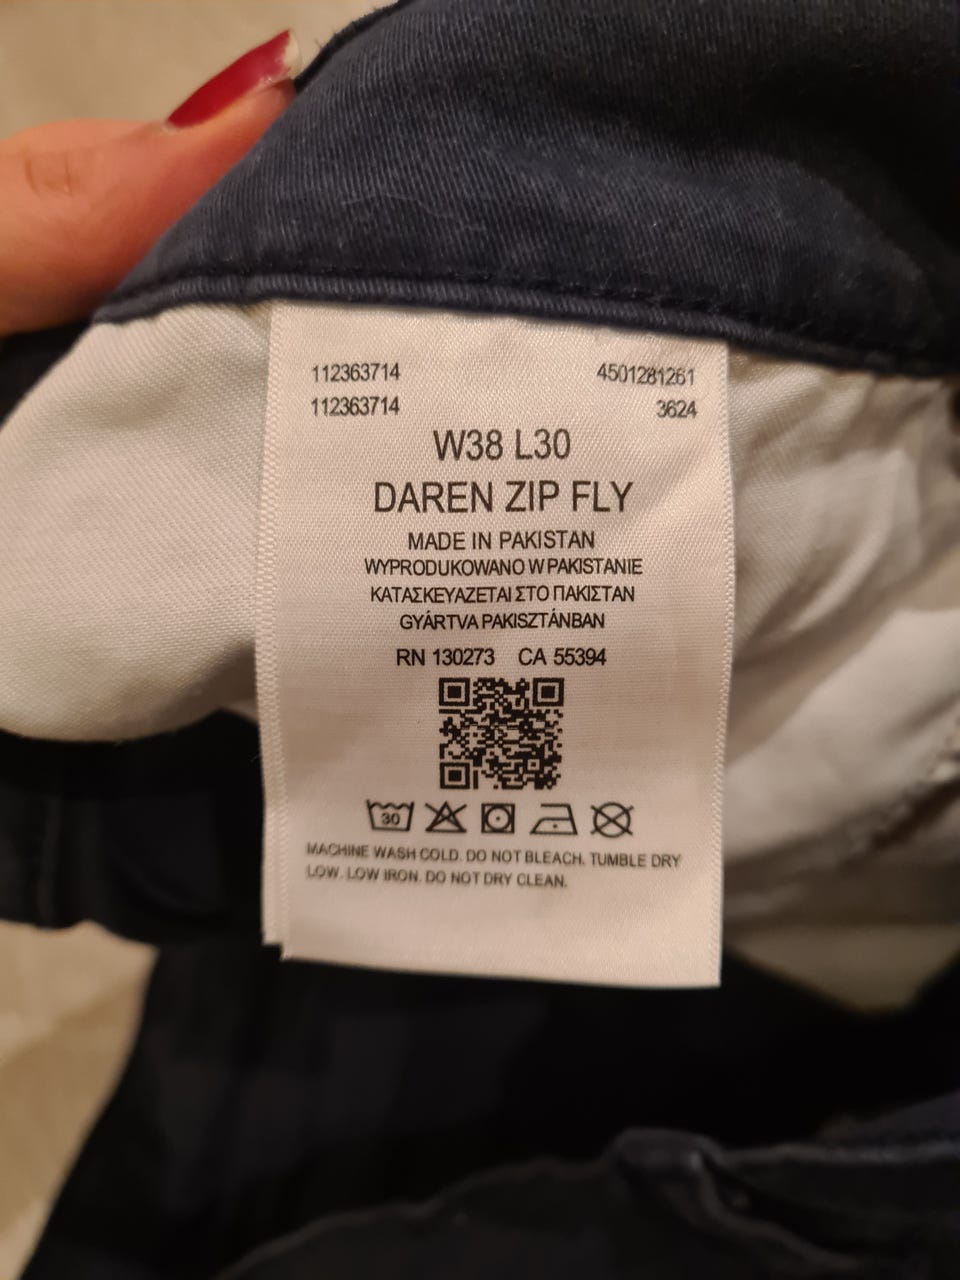 112363714 4501281261
112363714 3624
W38 L30
DAREN ZIP FLY
MADE IN PAKISTAN
WYPRODUKOWANO W PAKISTANIE
ΚΑΤΑΣΚΕΥΑΖΕΤΑΙ ΣΤΟ ΠΑΚΙΣΤΑΝ
GYÁRTVA PAKISZTÁNBAN
RN 130273 CA 55394
30
MACHINE WASH COLD. DO NOT BLEACH. TUMBLE DRY
LOW. LOW IRON. DO NOT DRY CLEAN.